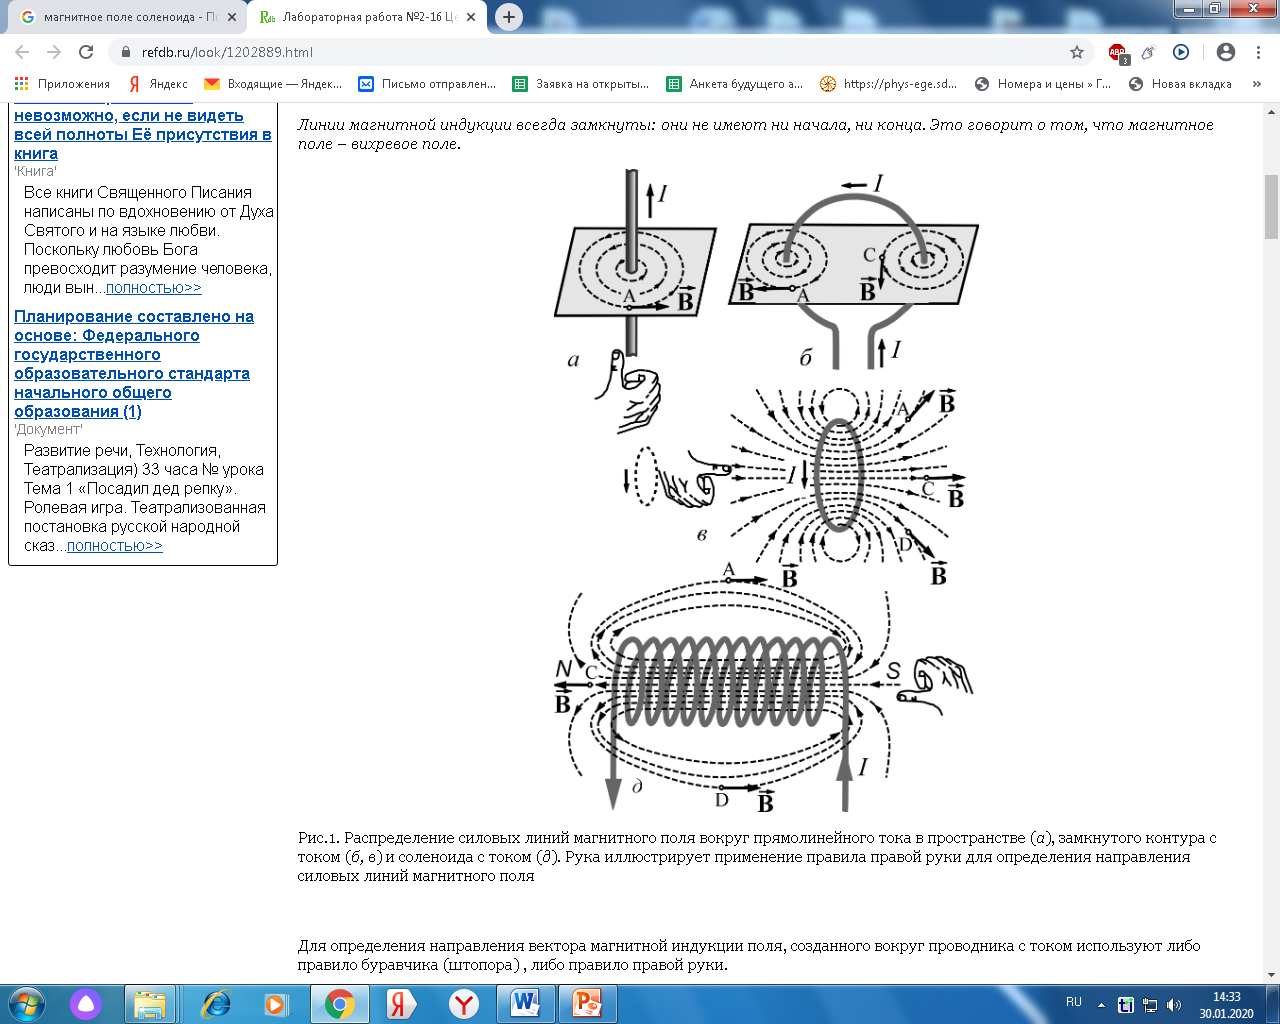 магнитное поле соленоида - По
Лабораторная работа №2-16 Це
refdb.ru/look/1202889.html
3
Приложения
Яндекс
Входящие — Яндек...
Письмо отправлен...
Заявка на открыты...
Анкета будущего а...
https://phys-ege.sd...
Номера и цены » Г...
Новая вкладка
»
невозможно, если не видеть
всей полноты Её присутствия в
книга
'Книга'
Все книги Священного Писания
написаны по вдохновению от Духа
Святого и на языке любви.
Поскольку любовь Бога
превосходит разумение человека,
люди вын...полностью>>
Планирование составлено на
основе: Федерального
государственного
образовательного стандарта
начального общего
образования (1)
'Документ'
Развитие речи, Технология,
Театрализация) 33 часа № урока
Тема 1 «Посадил дед репку».
Ролевая игра. Театрализованная
постановка русской народной
сказ...полностью>>
Линии магнитной индукции всегда замкнуты: они не имеют ни начала, ни конца. Это говорит о том, что магнитное
поле – вихревое поле.
I
A
B
а
I
C
B
A
B
б
I
A
B
I
C
B
D
B
в
A
B
N
C
B
S
D
B
I
д
Рис.1. Распределение силовых линий магнитного поля вокруг прямолинейного тока в пространстве (а), замкнутого контура с
током (б, в) и соленоида с током (д). Рука иллюстрирует применение правила правой руки для определения направления
силовых линий магнитного поля
Для определения направления вектора магнитной индукции поля, созданного вокруг проводника с током используют либо
правило буравчика (штопора) , либо правило правой руки.
RU
14:33
30.01.2020